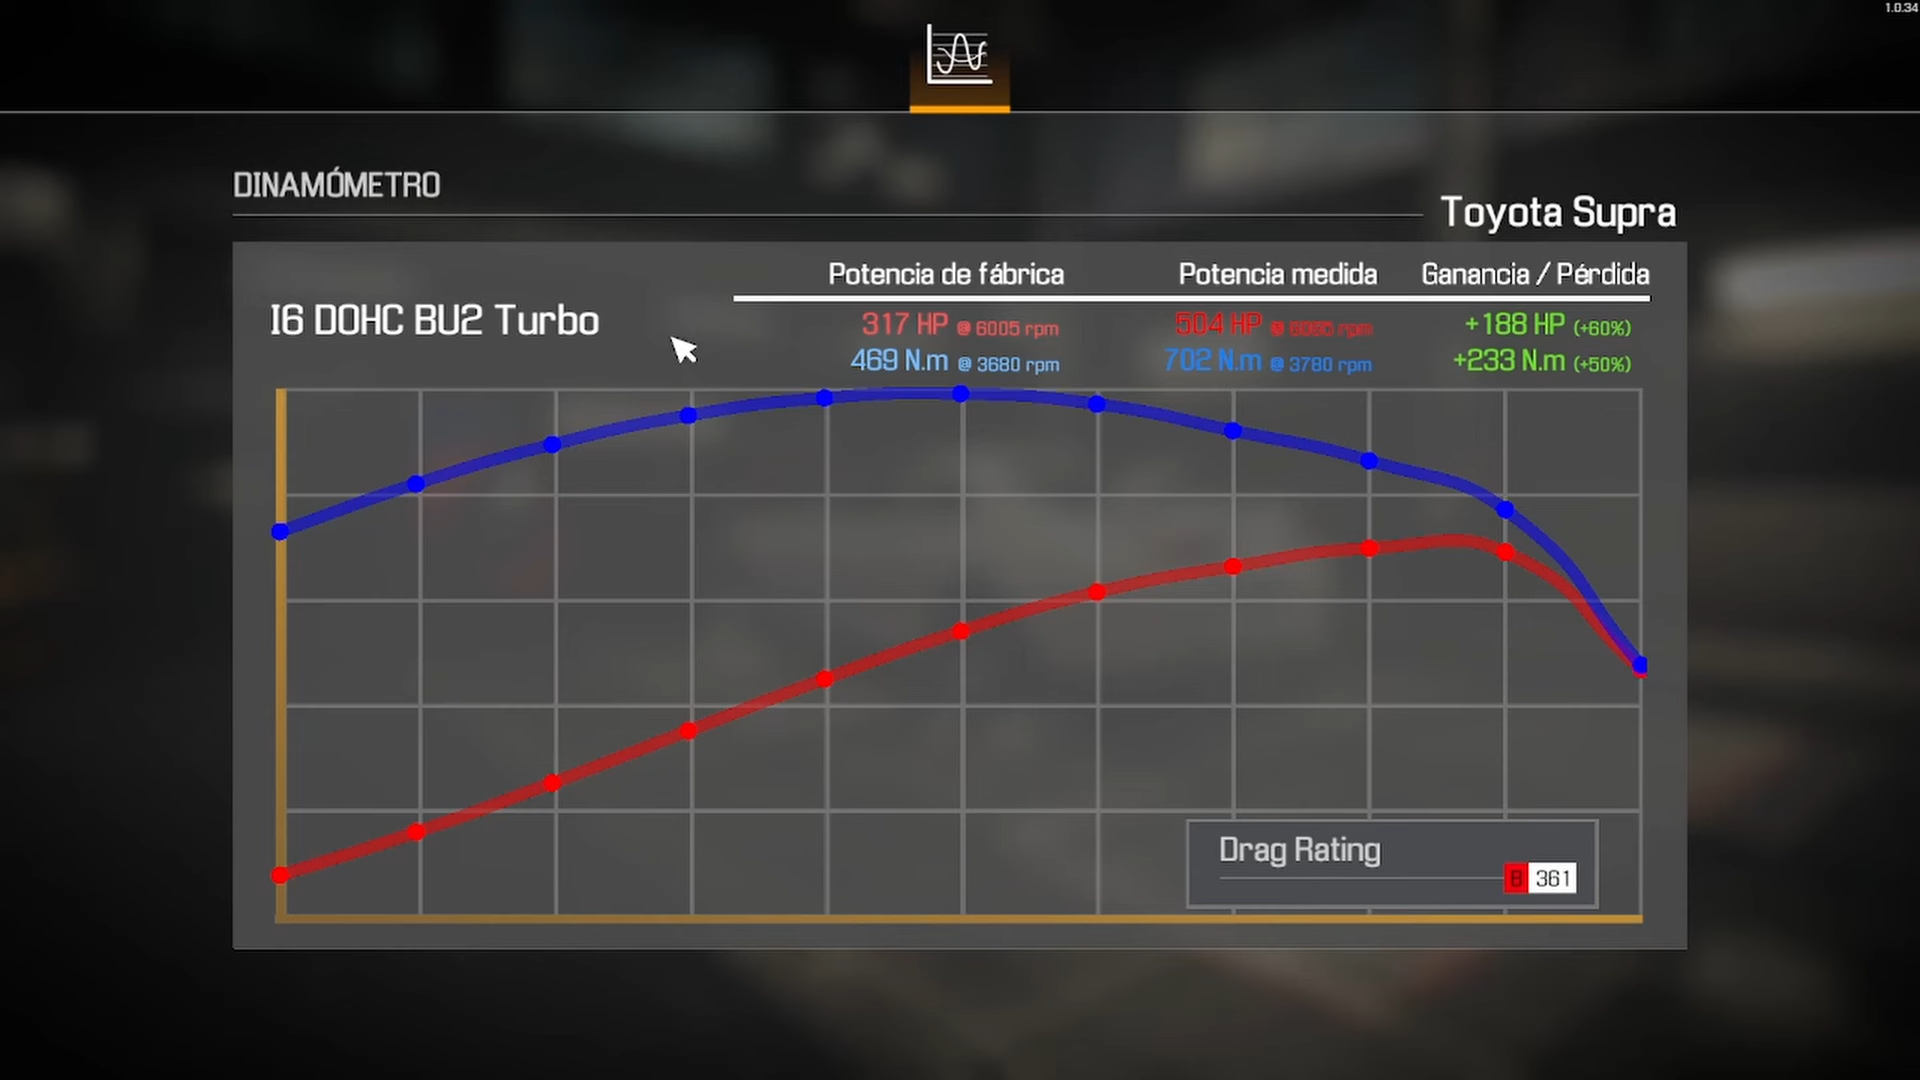 1.0.34
DINAMÓMETRO
Toyota Supra
Potencia de fábrica Potencia medida Ganancia / Pérdida
I6 DOHC BU2 Turbo
317 HP @ 6005 rpm 504 HP @ rpm +188 HP (+60%)
469 N.m @ 3680 rpm 702 N.m @ 3780 rpm +233 N.m (+50%)
Drag Rating
B 361